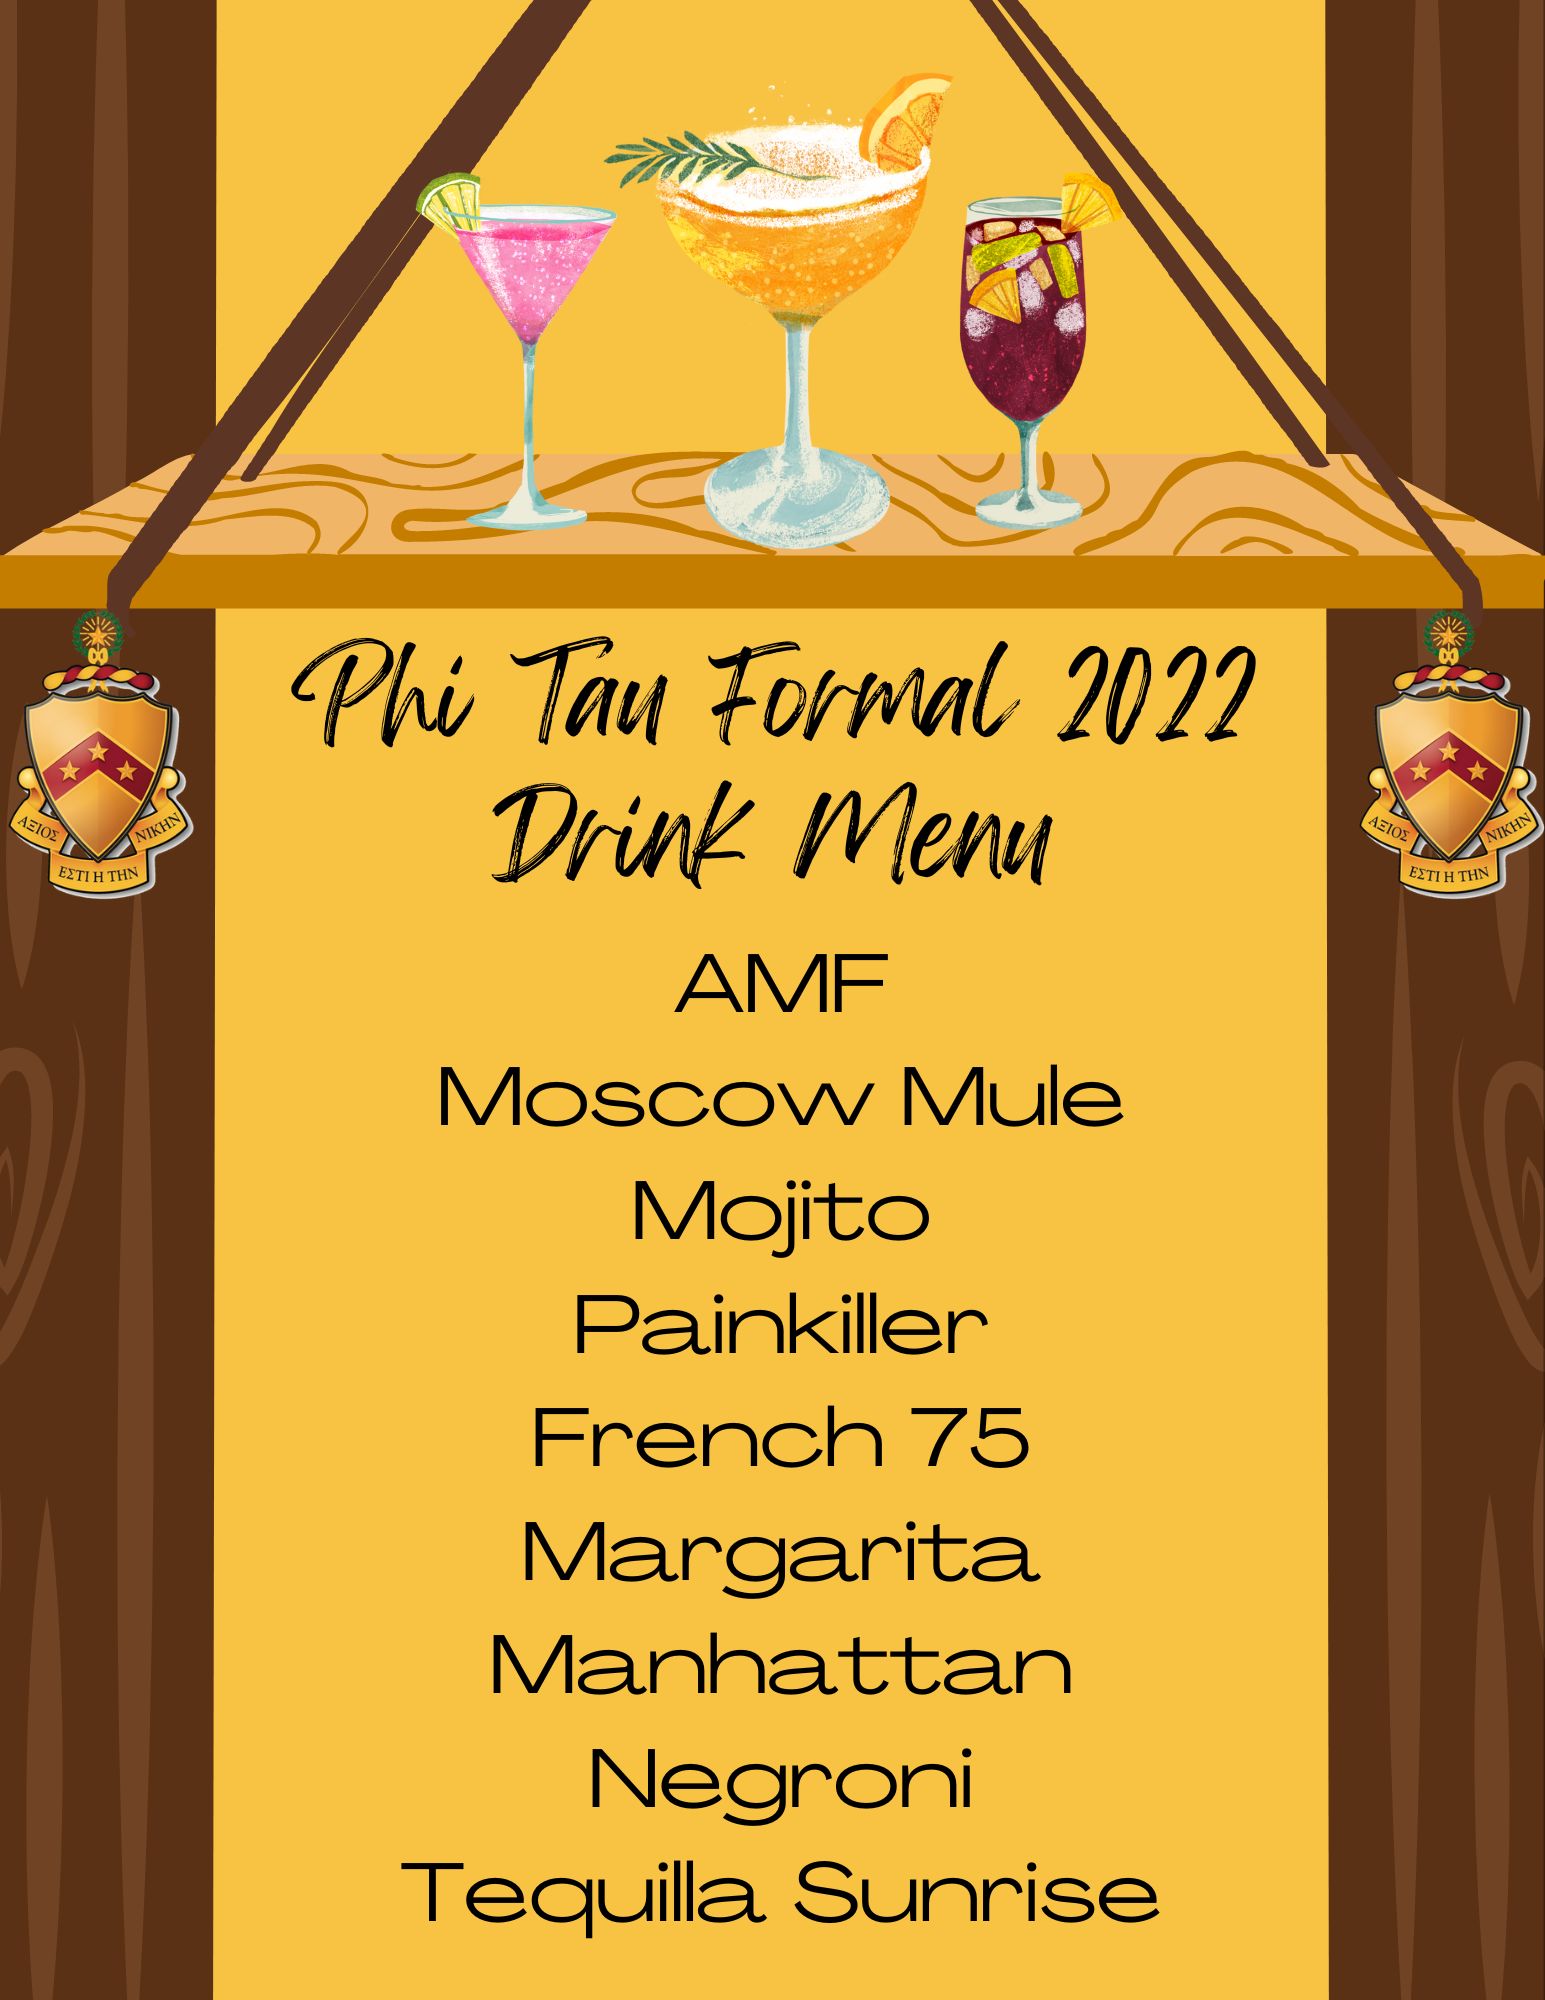 Phi Tau Formal 2022
Drink Menu
ΑΞΙΟΣ
ΕΣΤΙ Η ΤΗΝ
ΝΙΚΗΝ
ΑΞΙΟΣ
ΕΣΤΙ Η ΤΗΝ
ΝΙΚΗΝ
AMF
Moscow Mule
Mojito
Painkiller
French 75
Margarita
Manhattan
Negroni
Tequilla Sunrise